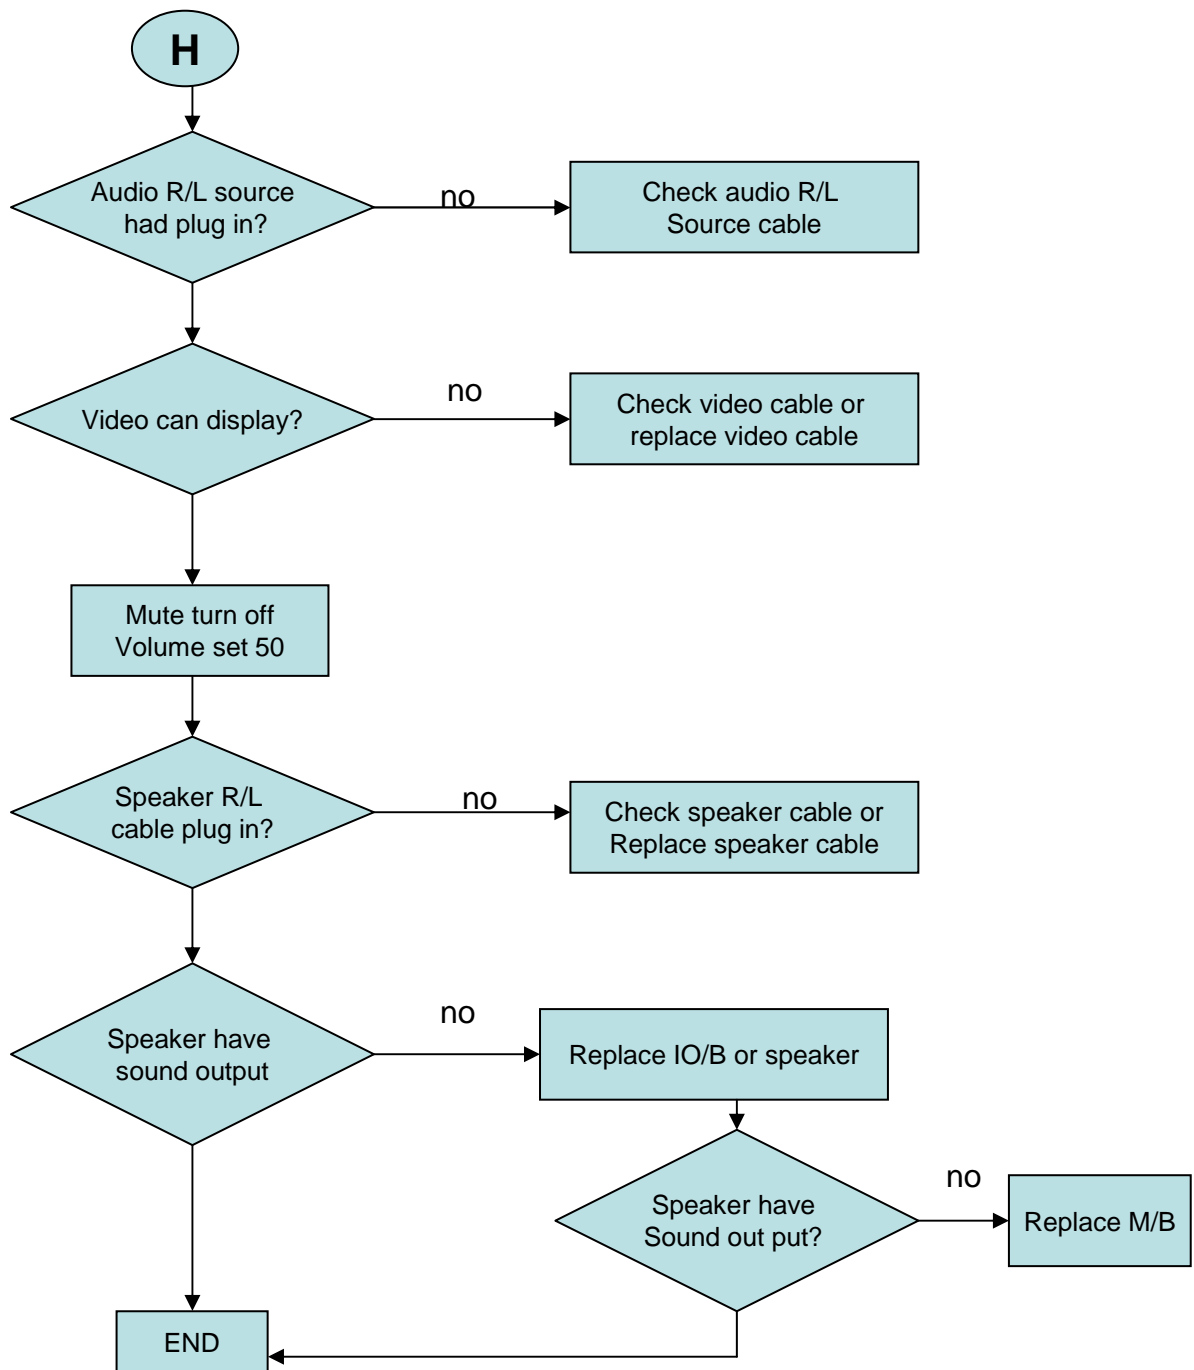 H
Audio R/L source
had plug in?
no
Check audio R/L
Source cable
Video can display?
no
Check video cable or
replace video cable
Mute turn off
Volume set 50
Speaker R/L
cable plug in?
no
Check speaker cable or
Replace speaker cable
Speaker have
sound output
no
Replace IO/B or speaker
Speaker have
Sound out put?
no
Replace M/B
END